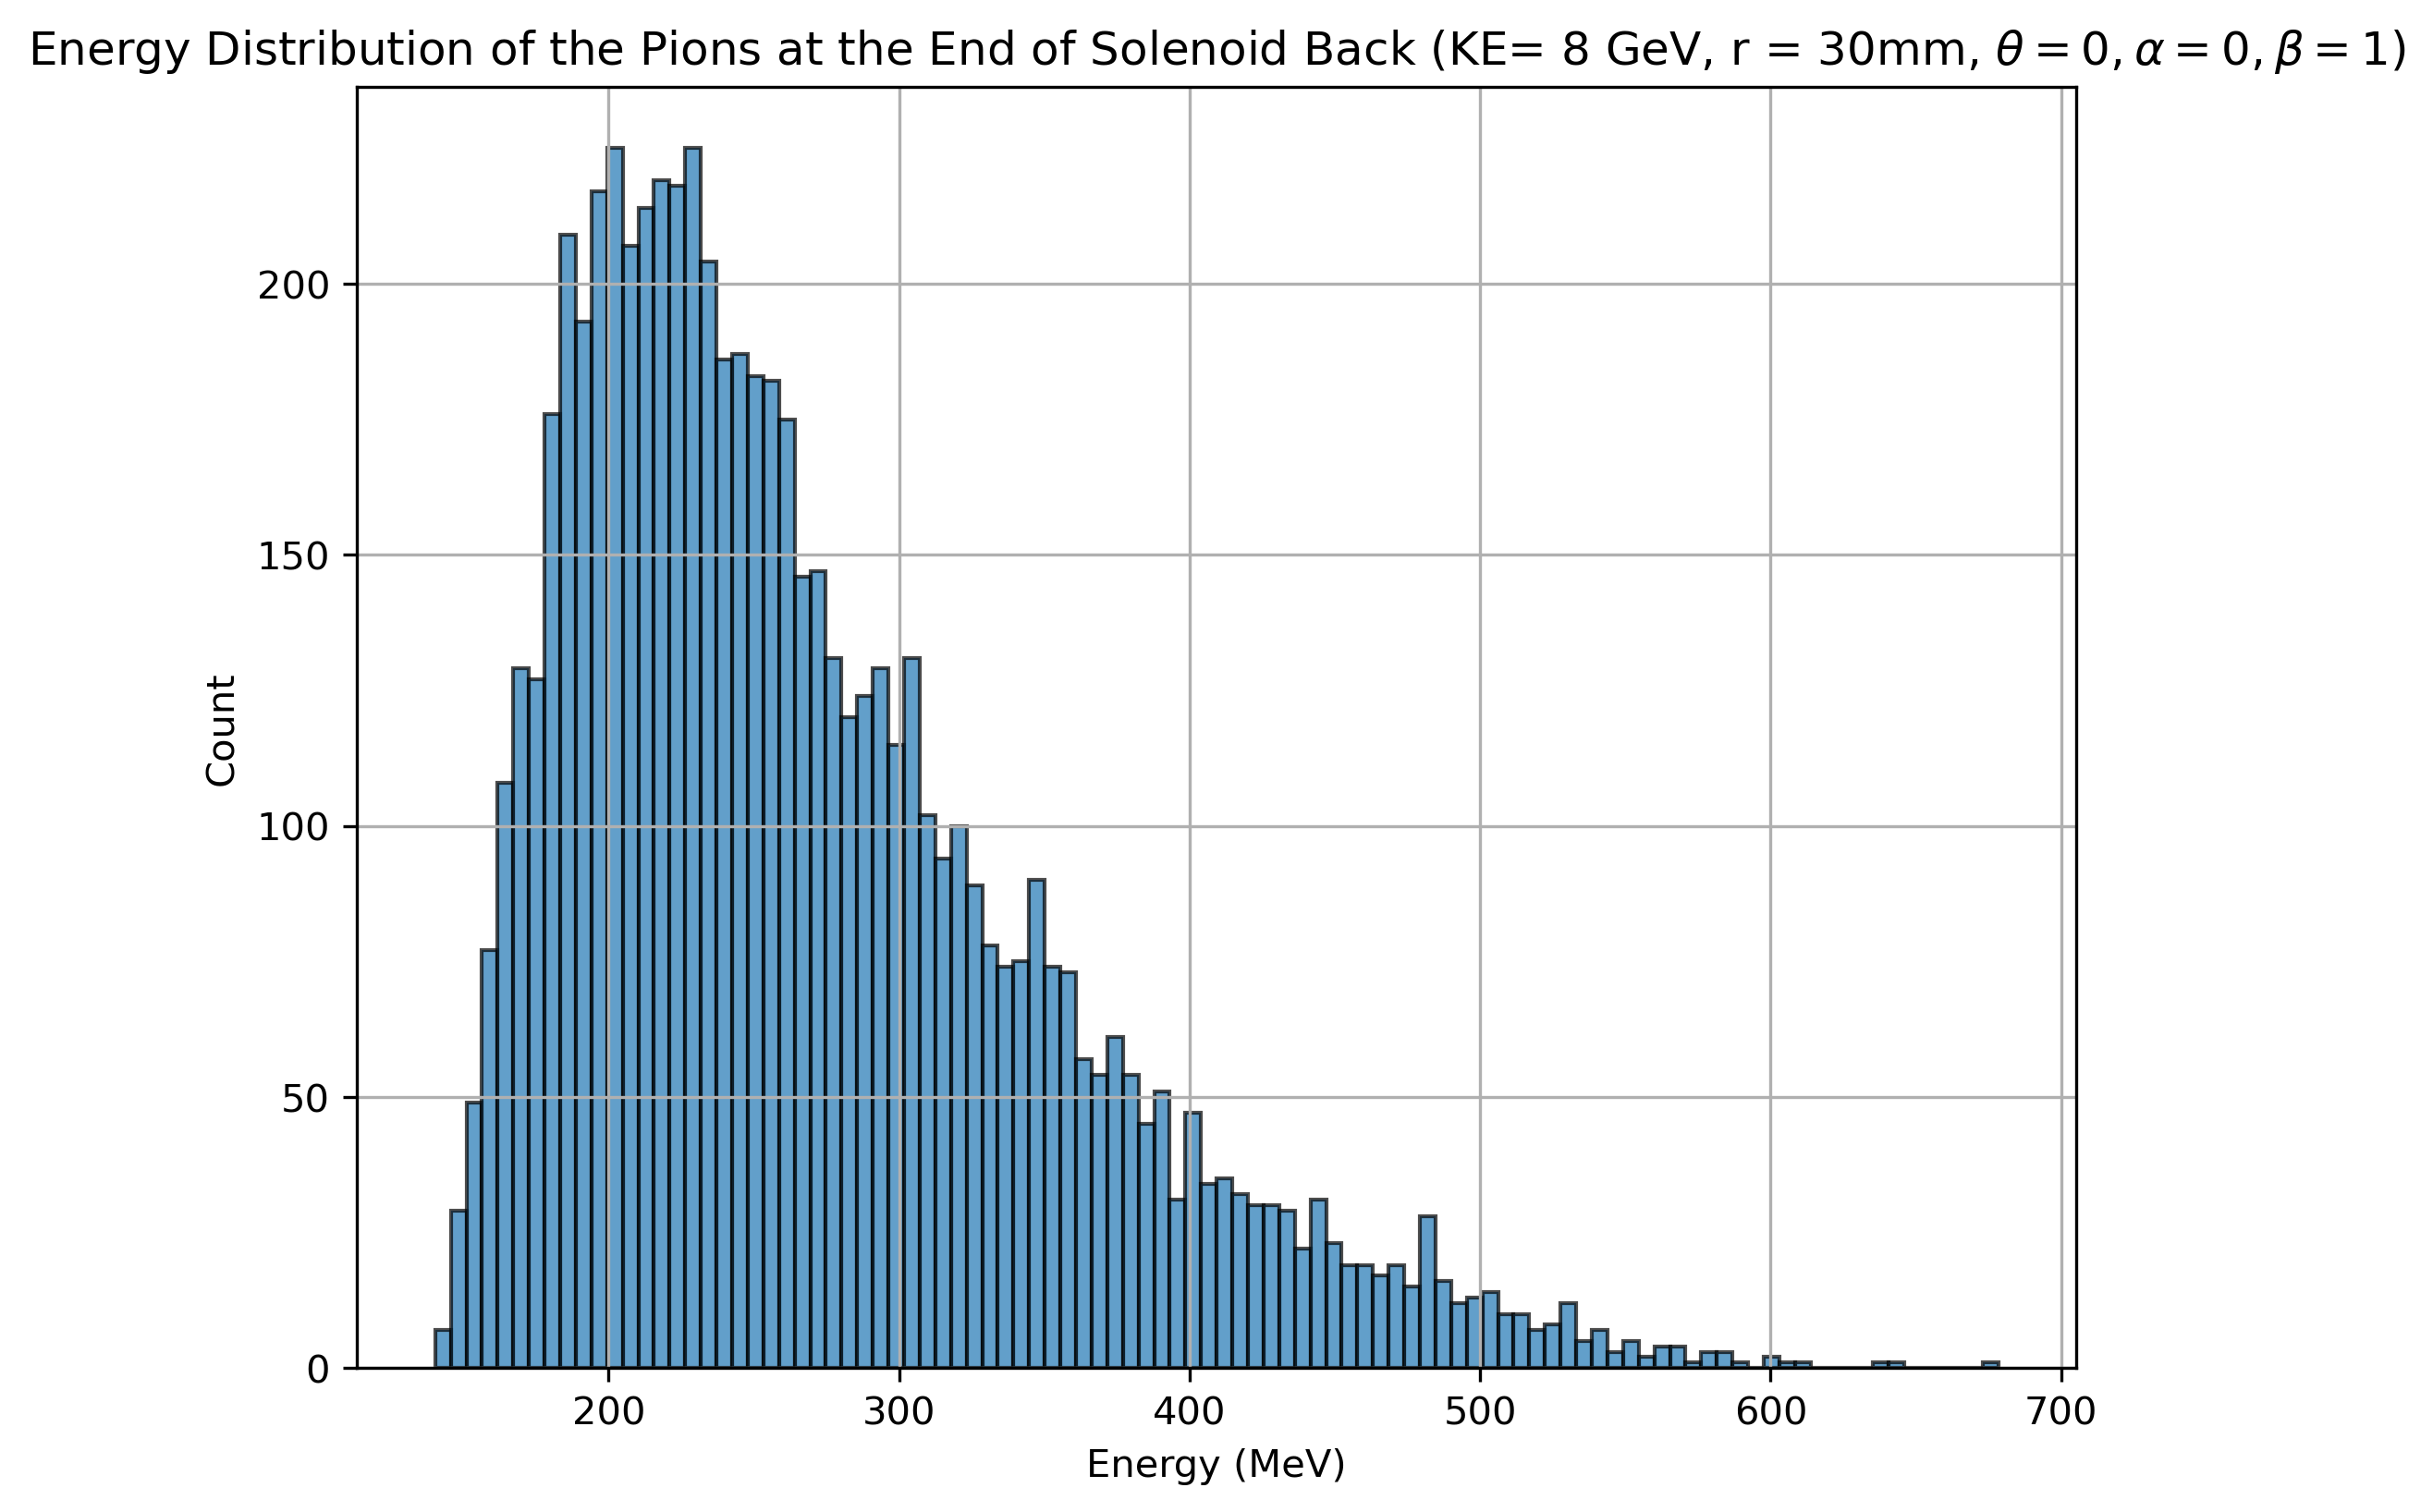 Energy Distribution of the Pions at the End of Solenoid Back (KE= 8 GeV, r = 30mm, θ = 0, α = 0, β = 1)
200
150
100
50
0
Count
200 300 400 500 600 700
Energy (MeV)